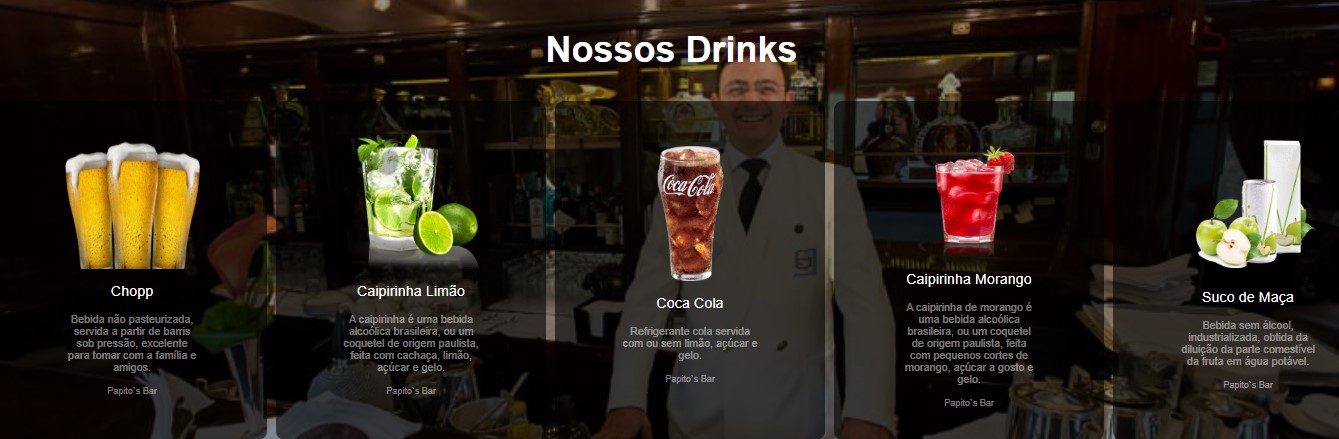 Nossos Drinks
Chopp
Bebida não pasteurizada,
servida a partir de barris
sob pressão, excelente
para tomar com a família e
amigos.
Papito`s Bar
Caipirinha Limão
A caipirinha é uma bebida
alcoólica brasileira, ou um
coquetel de origem paulista,
feita com cachaça, limão,
açúcar e gelo.
Papito`s Bar
Coca-Cola
Coca Cola
Refrigerante cola servida
com ou sem limão, açúcar e
gelo.
Papito`s Bar
Caipirinha Morango
A caipirinha de morango é
uma bebida alcoólica
brasileira, ou um coquetel
de origem paulista, feita
com pequenos cortes de
morango, açúcar a gosto e
gelo.
Papito`s Bar
Suco de Maça
Bebida sem álcool,
industrializada, obtida da
diluição da parte comestível
da fruta em água potável.
Papito`s Bar